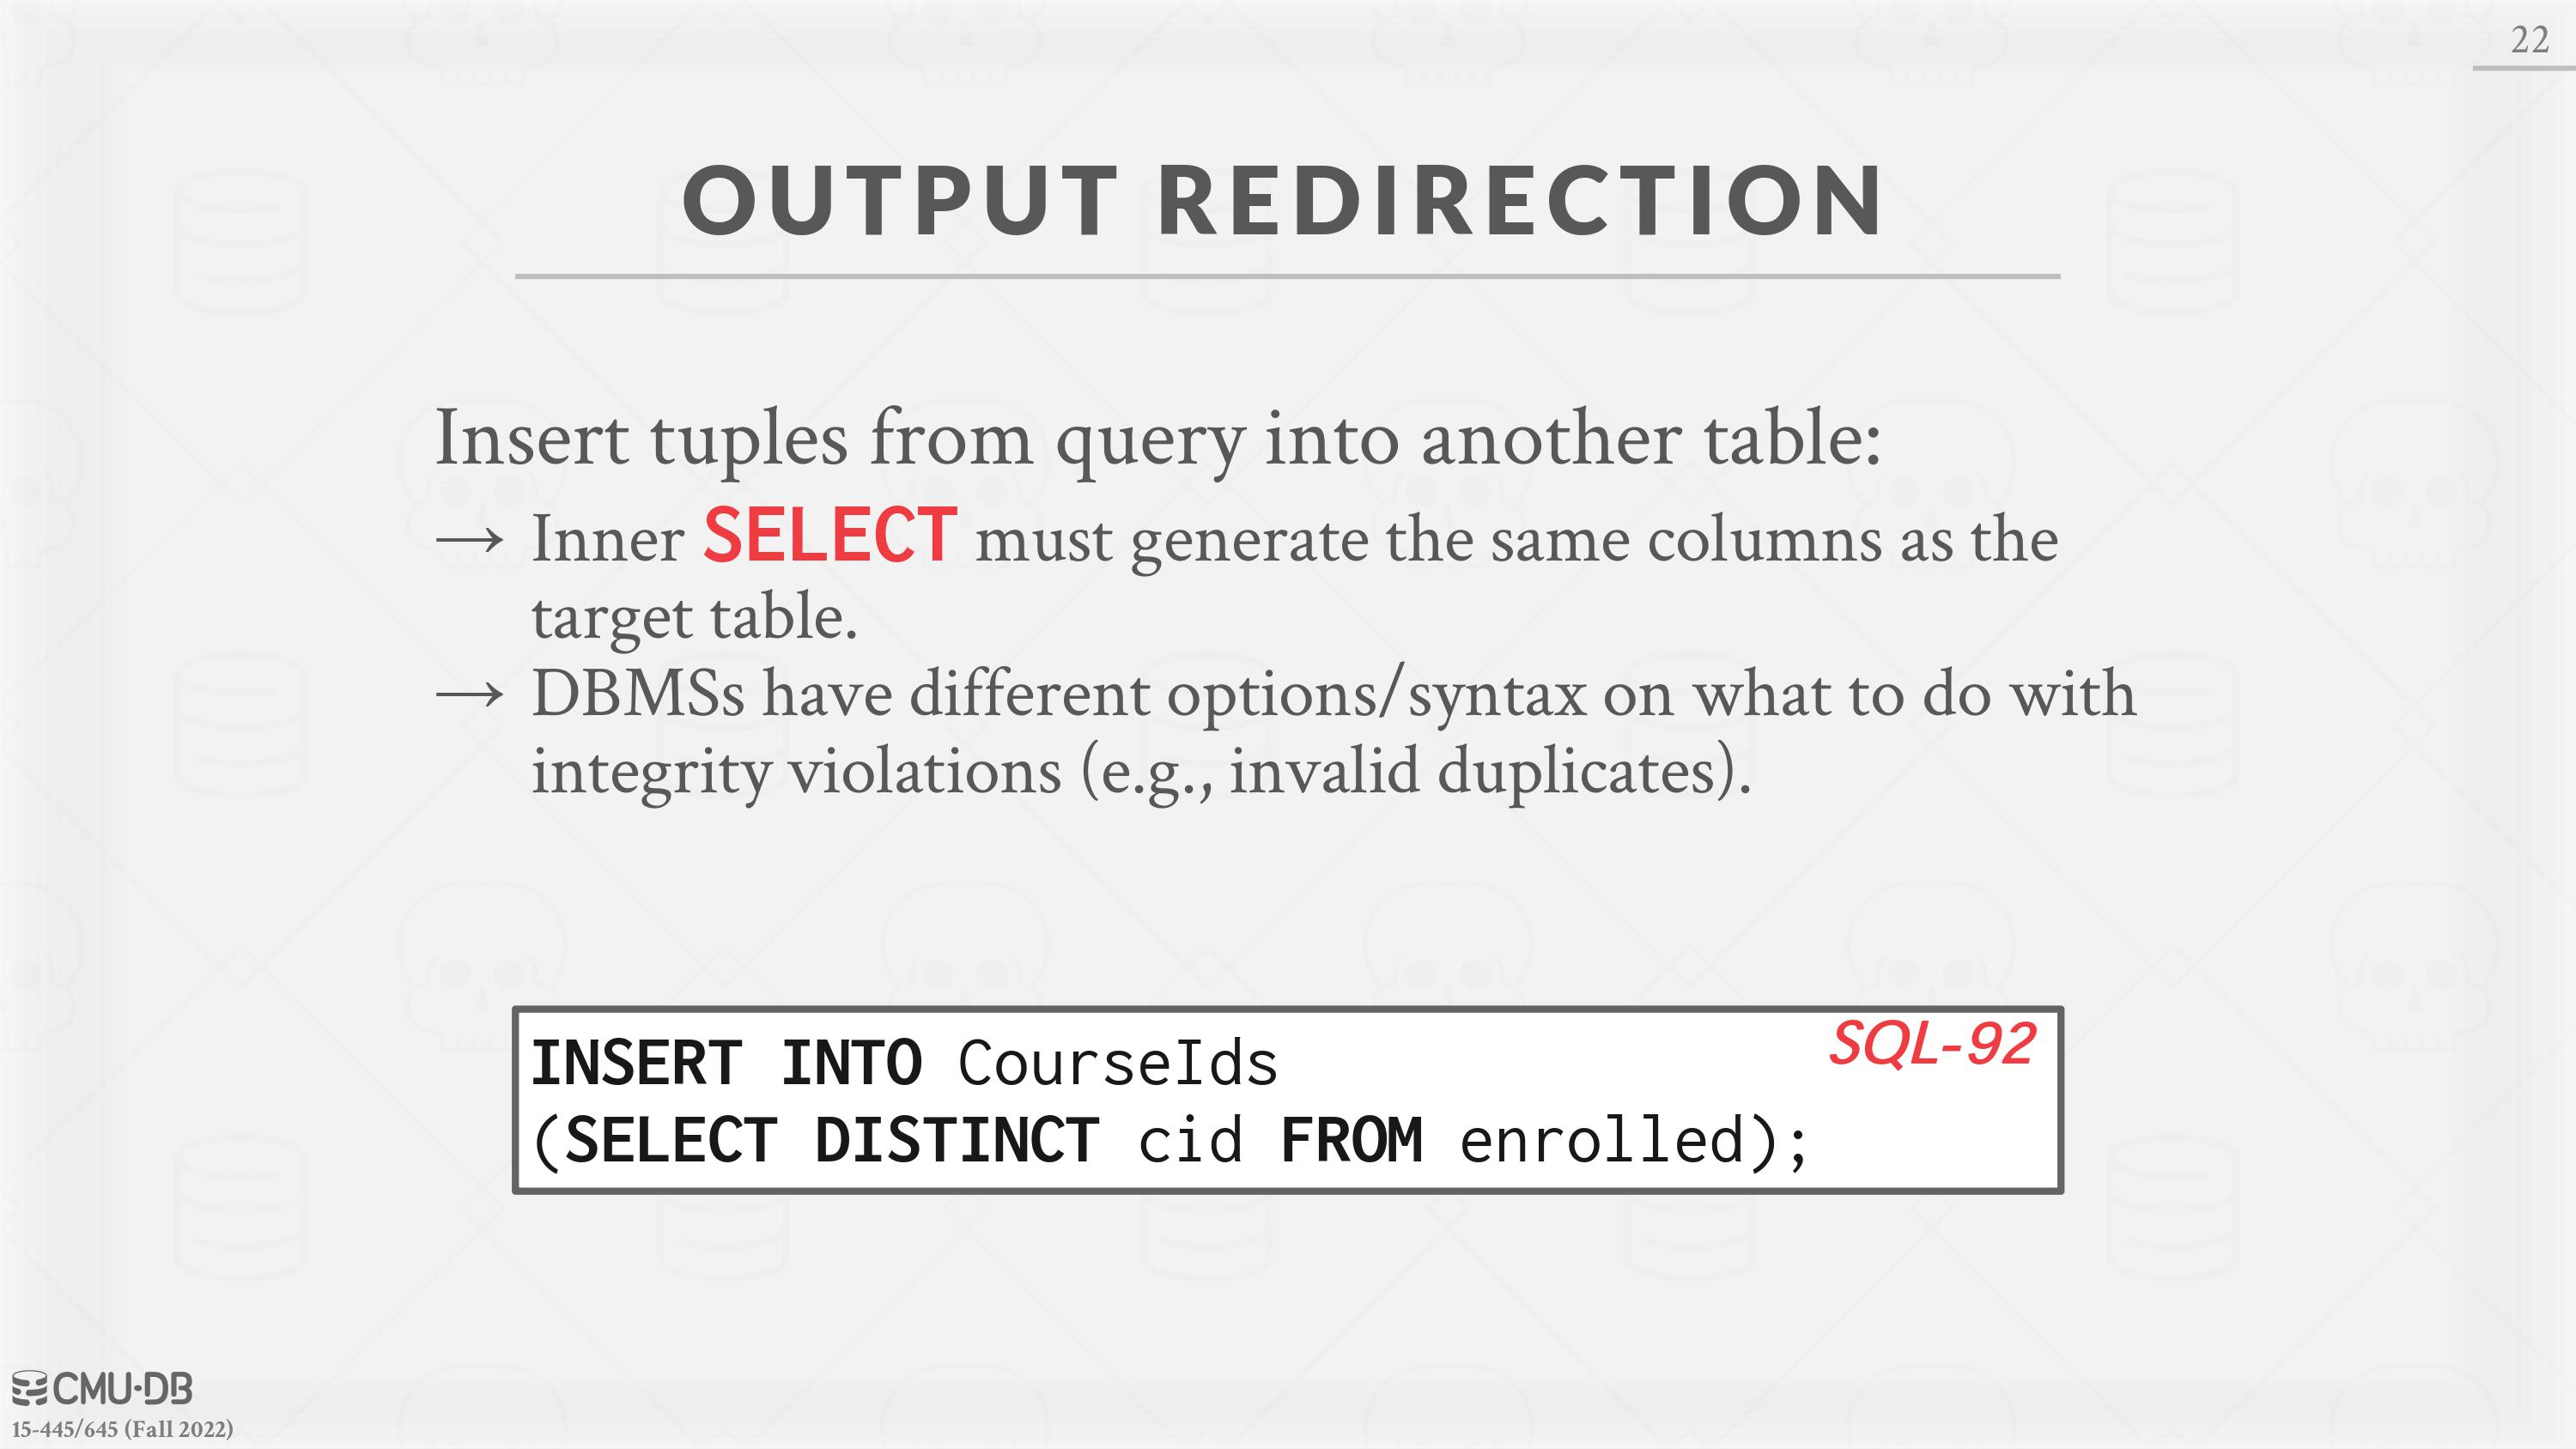 22
OUTPUT REDIRECTION
Insert tuples from query into another table:
→ Inner SELECT must generate the same columns as the
target table.
→ DBMSs have different options/syntax on what to do with
integrity violations (e.g., invalid duplicates).
SQL-92
INSERT INTO CourseIds
(SELECT DISTINCT cid FROM enrolled);
CMU·DB
15-445/645 (Fall 2022)